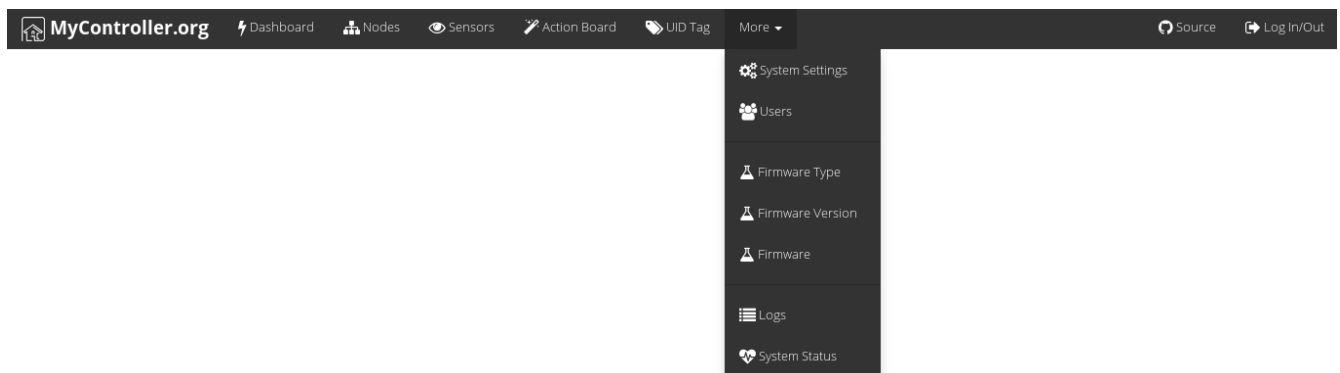 MyController.org Dashboard Nodes Sensors Action Board UID Tag More Source Log In/Out
System Settings
Users
Firmware Type
Firmware Version
Firmware
Logs
System Status